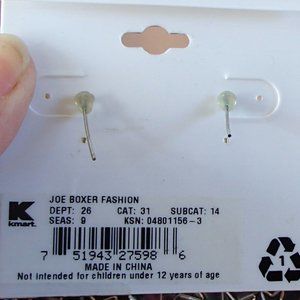 K
kmart.
JOE BOXER FASHION
DEPT: 26 CAT: 31 SUBCAT: 14
SEAS: 9 KSN: 04801156-3
7 51943 27598 6
MADE IN CHINA
Not intended for children under 12 years of age
1